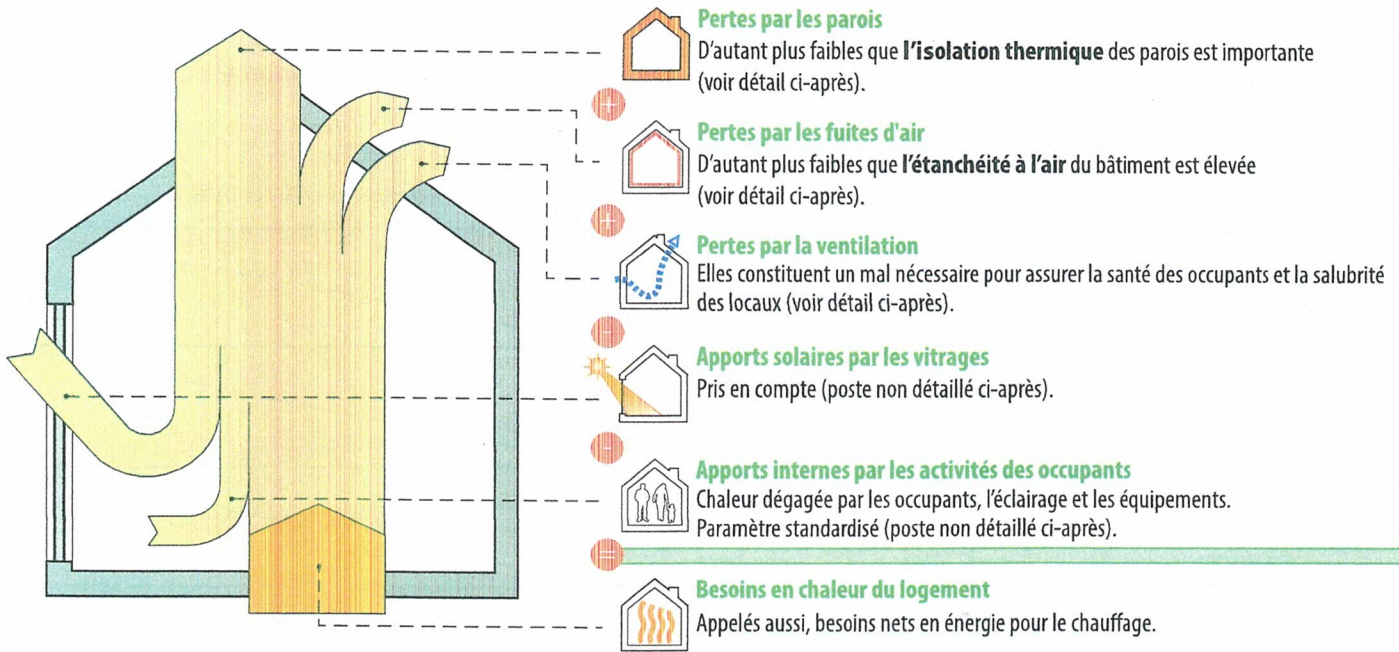 Pertes par les parois
D'autant plus faibles que l'isolation thermique des parois est importante
(voir détail ci-après).
+
Pertes par les fuites d'air
D'autant plus faibles que l'étanchéité à l'air du bâtiment est élevée
(voir détail ci-après).
+
Pertes par la ventilation
Elles constituent un mal nécessaire pour assurer la santé des occupants et la salubrité
des locaux (voir détail ci-après).
-
Apports solaires par les vitrages
Pris en compte (poste non détaillé ci-après).
-
Apports internes par les activités des occupants
Chaleur dégagée par les occupants, l'éclairage et les équipements.
Paramètre standardisé (poste non détaillé ci-après).
=
Besoins en chaleur du logement
Appelés aussi, besoins nets en énergie pour le chauffage.